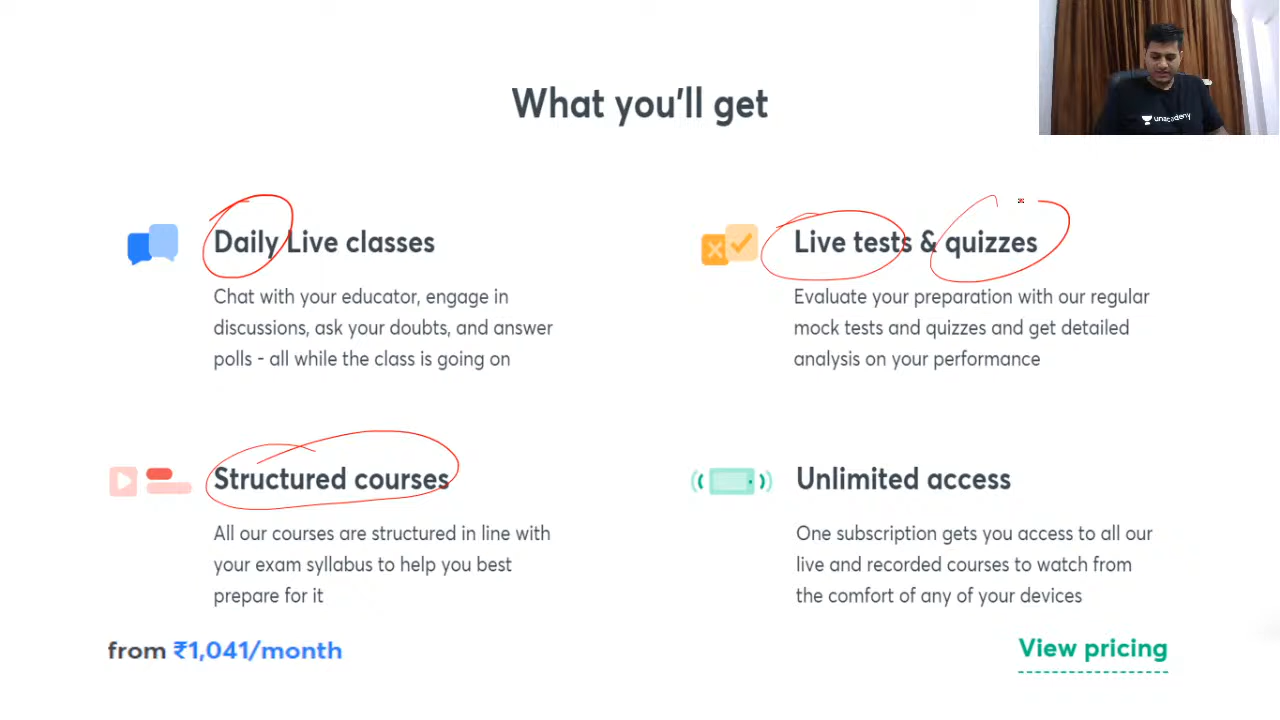 What you'll get
unacademy
Daily Live classes
Chat with your educator, engage in
discussions, ask your doubts, and answer
polls - all while the class is going on
Live tests & quizzes
Evaluate your preparation with our regular
mock tests and quizzes and get detailed
analysis on your performance
Structured courses
All our courses are structured in line with
your exam syllabus to help you best
prepare for it
Unlimited access
One subscription gets you access to all our
live and recorded courses to watch from
the comfort of any of your devices
from ₹1,041/month
View pricing